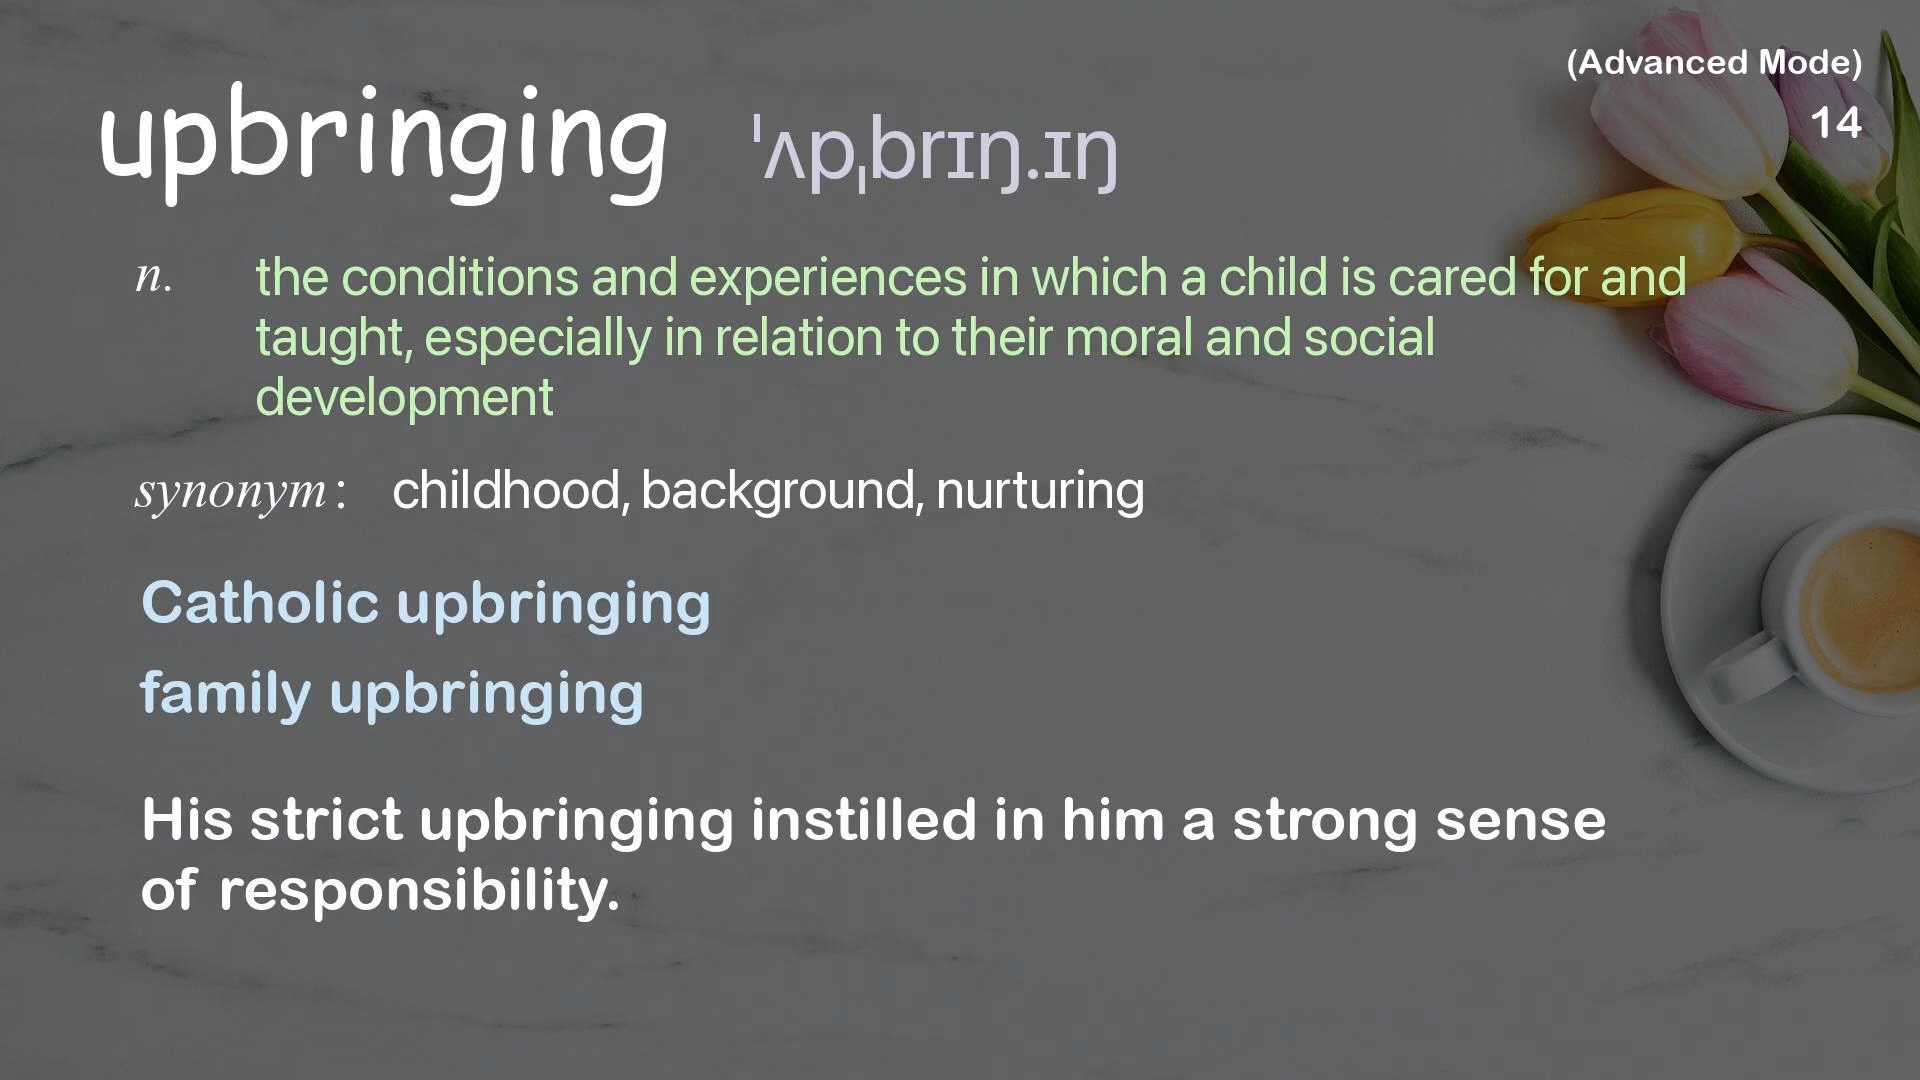 (Advanced Mode)
14
upbringing ˈʌpˌbrɪŋ.ɪŋ
n. the conditions and experiences in which a child is cared for and
taught, especially in relation to their moral and social
development
synonym : childhood, background, nurturing
Catholic upbringing
family upbringing
His strict upbringing instilled in him a strong sense
of responsibility.